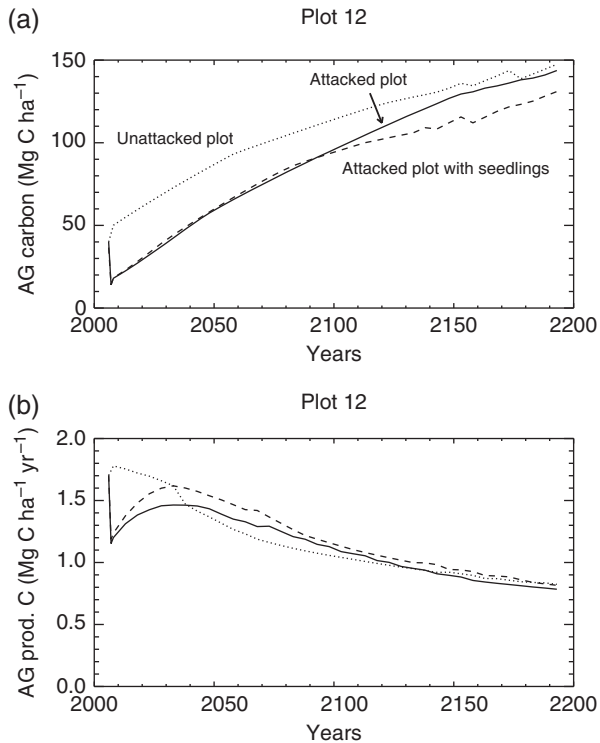 (a)
Plot 12
AG carbon (Mg C ha⁻¹)
150
100
50
0
Attacked plot
Unattacked plot
Attacked plot with seedlings
2000 2050 2100 2150 2200
Years
(b)
Plot 12
AG prod. C (Mg C ha⁻¹ yr⁻¹)
2.0
1.5
1.0
0.5
0.0
2000 2050 2100 2150 2200
Years